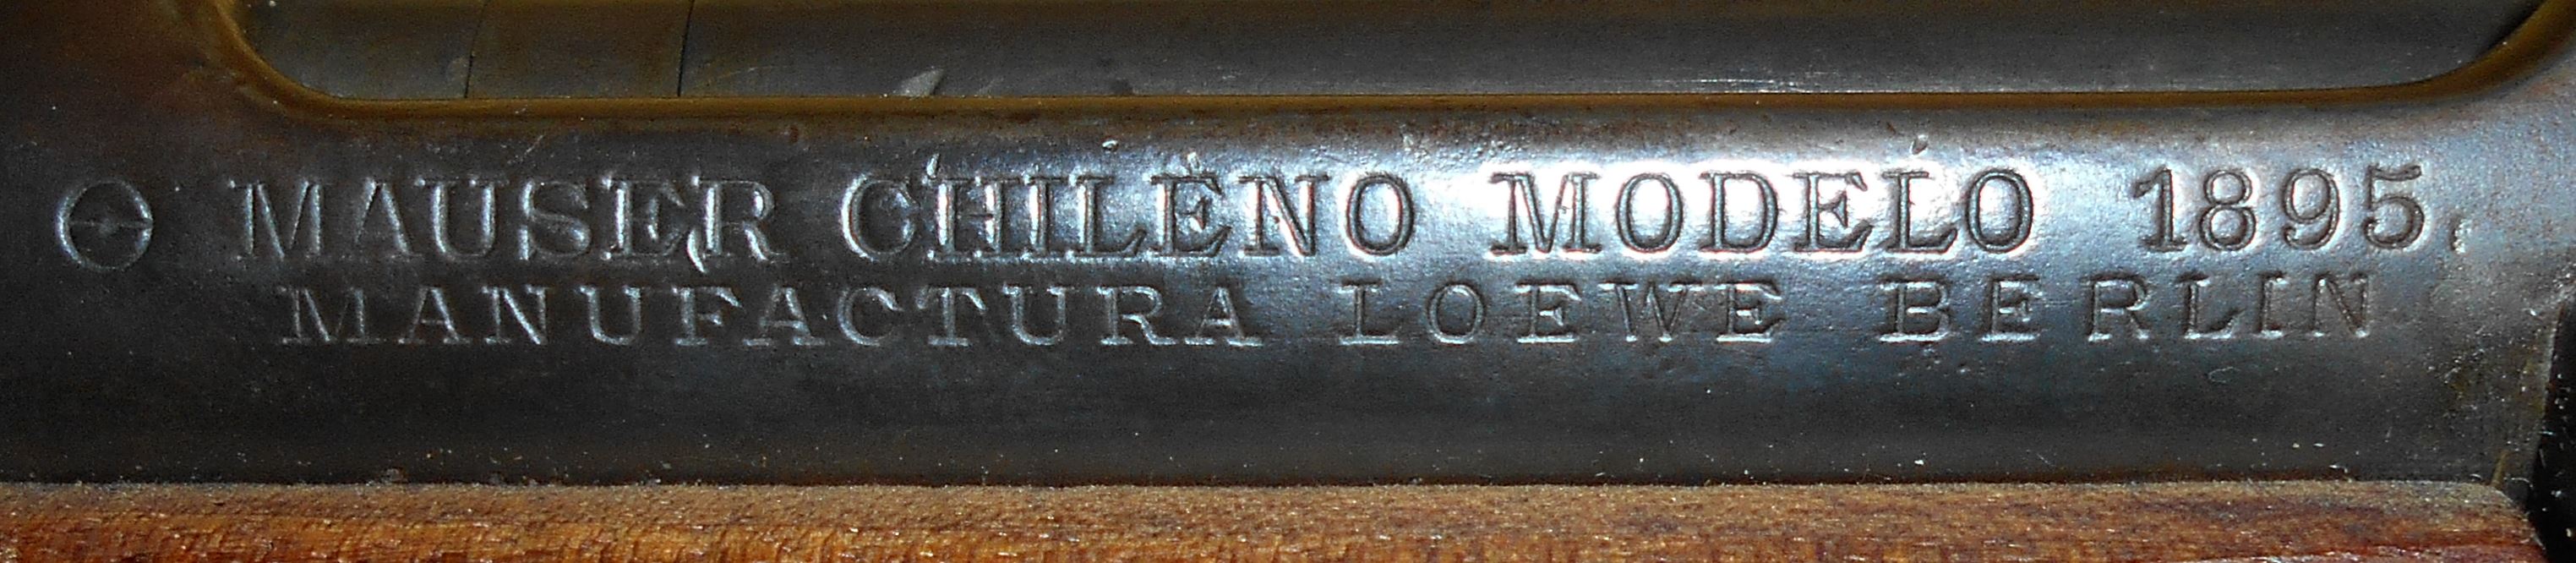 MAUSER CHILENO MODELO 1895.
MANUFACTURA LOEWE BERLIN